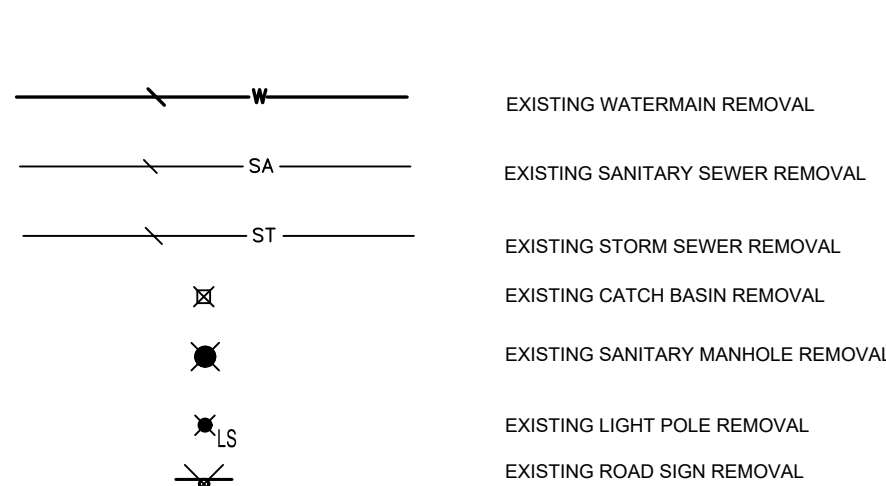 W EXISTING WATERMAIN REMOVAL
SA EXISTING SANITARY SEWER REMOVAL
ST EXISTING STORM SEWER REMOVAL
EXISTING CATCH BASIN REMOVAL
EXISTING SANITARY MANHOLE REMOVAL
LS EXISTING LIGHT POLE REMOVAL
EXISTING ROAD SIGN REMOVAL